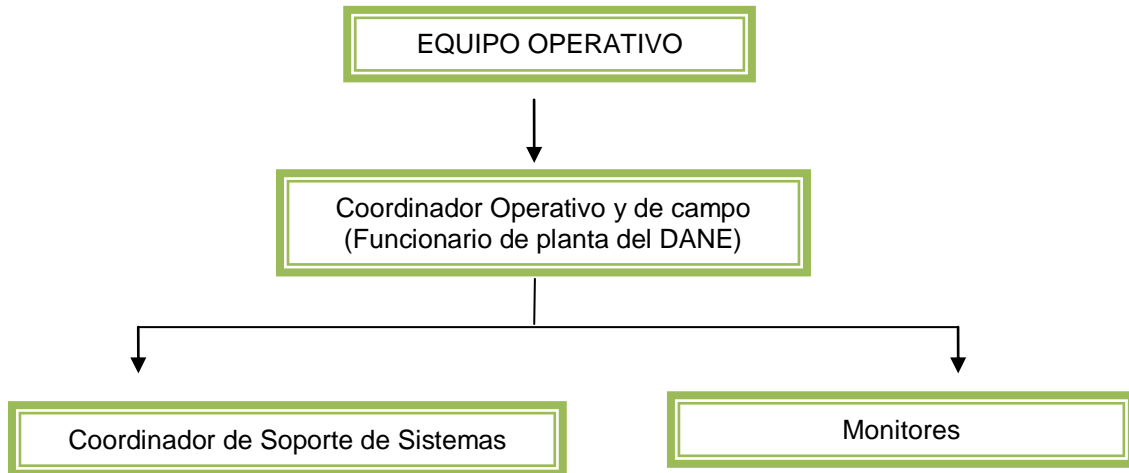 EQUIPO OPERATIVO
Coordinador Operativo y de campo
(Funcionario de planta del DANE)
Coordinador de Soporte de Sistemas
Monitores